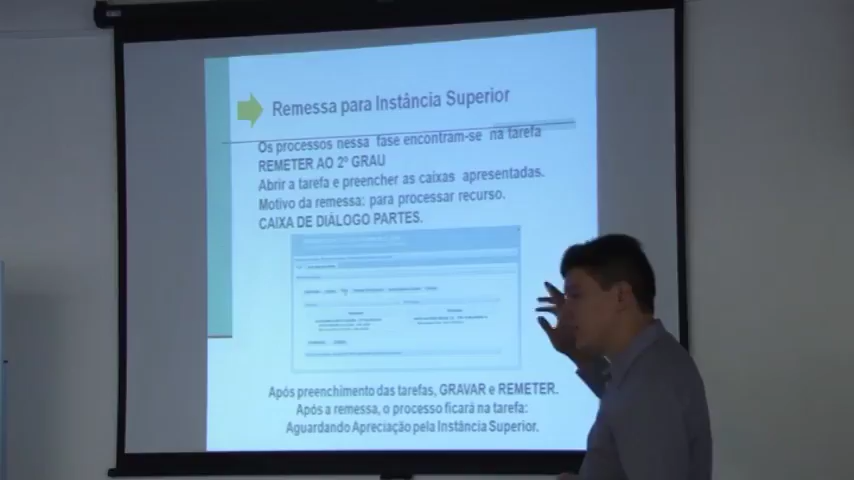 Remessa para Instância Superior
Os processos nessa fase encontram-se na tarefa
REMETER AO 2º GRAU
Abrir a tarefa e preencher as caixas apresentadas.
Motivo da remessa: para processar recurso.
CAIXA DE DIÁLOGO PARTES.
Após preenchimento das tarefas, GRAVAR e REMETER.
Após a remessa, o processo ficará na tarefa:
Aguardando Apreciação pela Instância Superior.